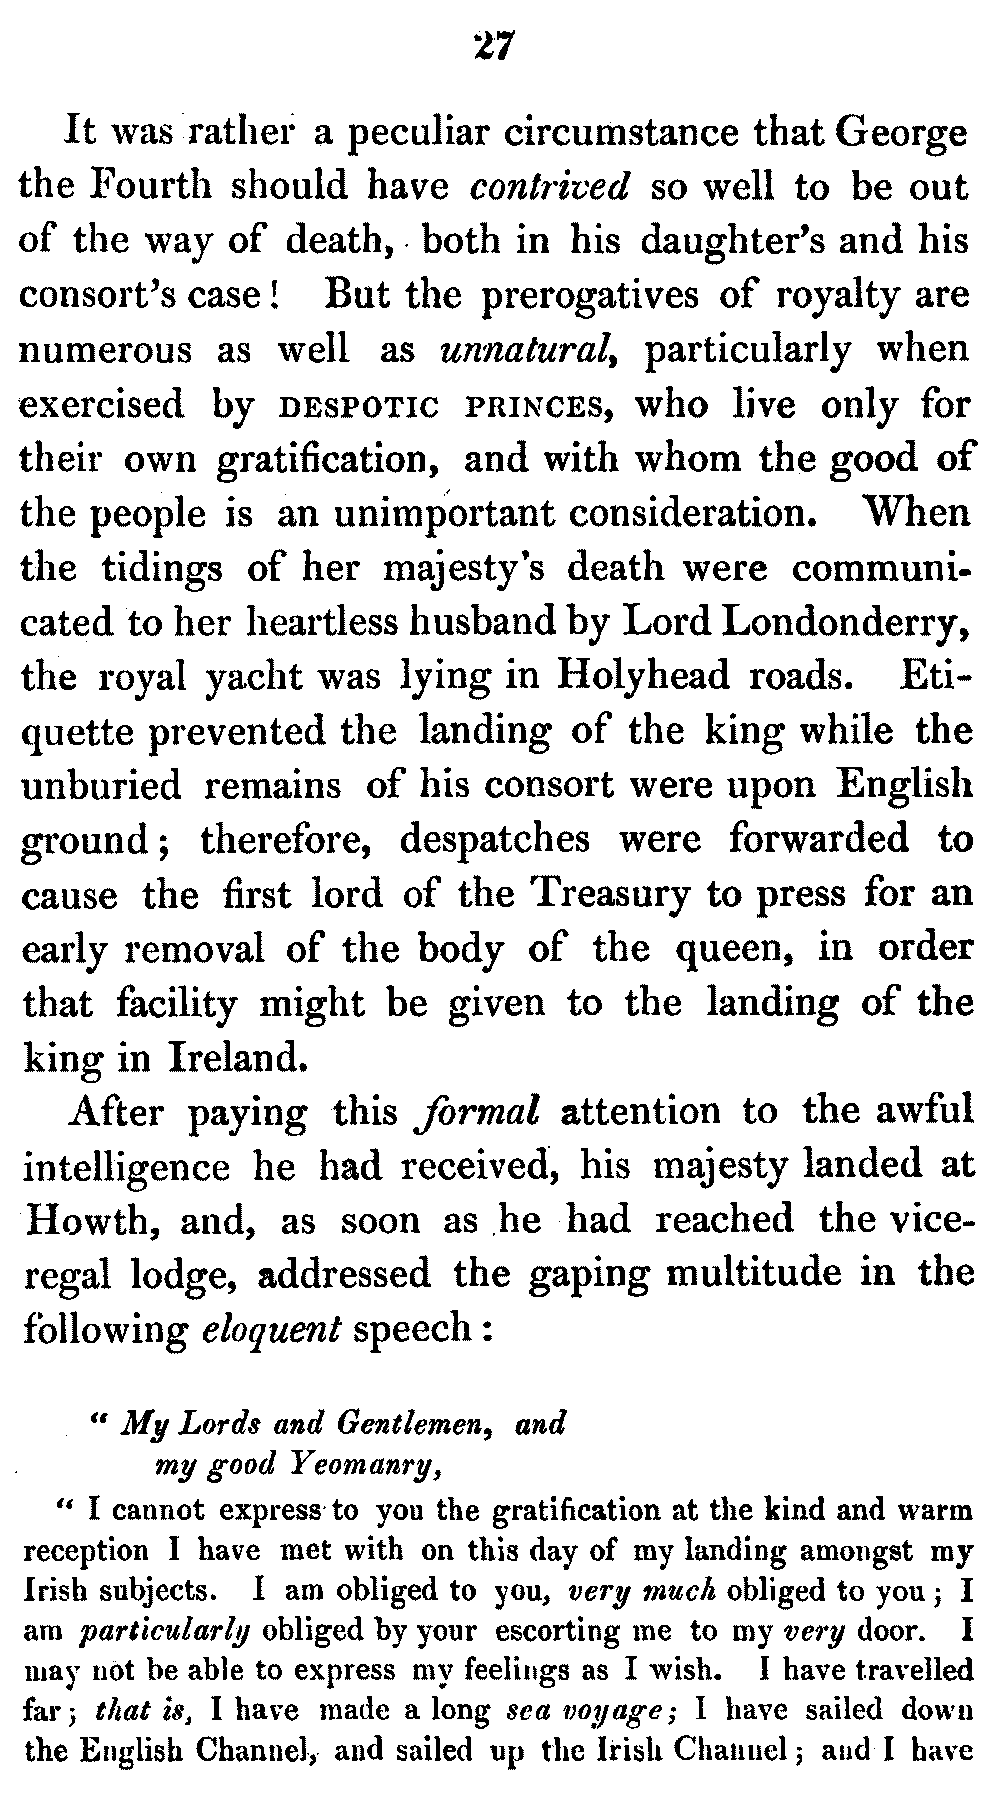 27
It was rather a peculiar circumstance that George
the Fourth should have contrived so well to be out
of the way of death, both in his daughter's and his
consort's case! But the prerogatives of royalty are
numerous as well as unnatural, particularly when
exercised by DESPOTIC PRINCES, who live only for
their own gratification, and with whom the good of
the people is an unimportant consideration. When
the tidings of her majesty's death were communi-
cated to her heartless husband by Lord Londonderry,
the royal yacht was lying in Holyhead roads. Eti-
quette prevented the landing of the king while the
unburied remains of his consort were upon English
ground; therefore, despatches were forwarded to
cause the first lord of the Treasury to press for an
early removal of the body of the queen, in order
that facility might be given to the landing of the
king in Ireland.
After paying this formal attention to the awful
intelligence he had received, his majesty landed at
Howth, and, as soon as he had reached the vice-
regal lodge, addressed the gaping multitude in the
following eloquent speech:
“ My Lords and Gentlemen, and
my good Yeomanry,
“ I cannot express to you the gratification at the kind and warm
reception I have met with on this day of my landing amongst my
Irish subjects. I am obliged to you, very much obliged to you; I
am particularly obliged by your escorting me to my very door. I
may not be able to express my feelings as I wish. I have travelled
far; that is, I have made a long sea voyage; I have sailed down
the English Channel, and sailed up the Irish Channel; and I have